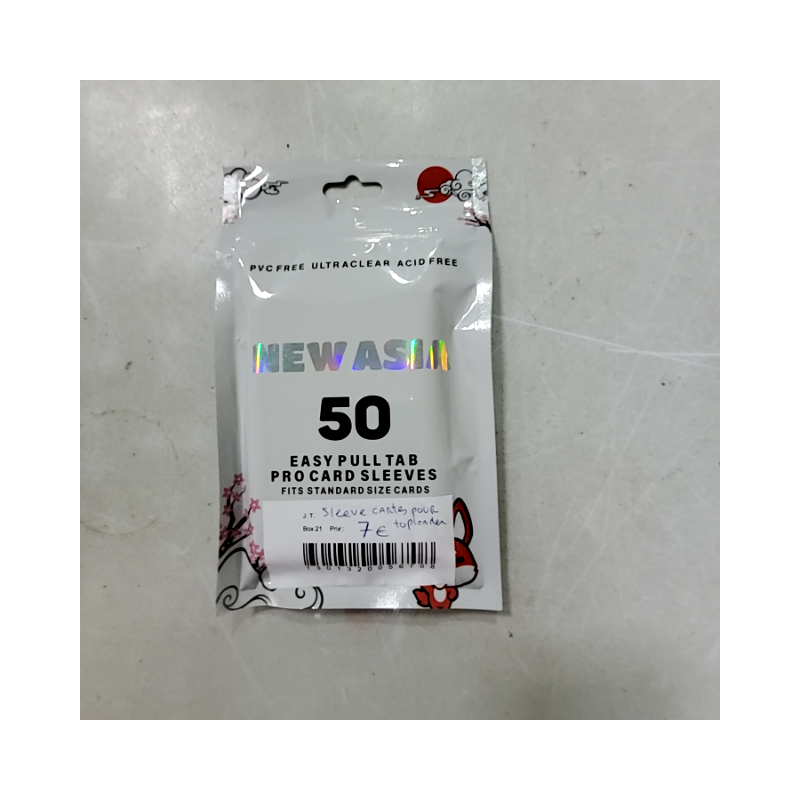 PVC FREE ULTRACLEAR ACID FREE
NEW ASIA
50
EASY PULL TAB
PRO CARD SLEEVES
FITS STANDARD SIZE CARDS
J.T. Sleeve cartes pour
toploader
Box 21 Prix: 7€